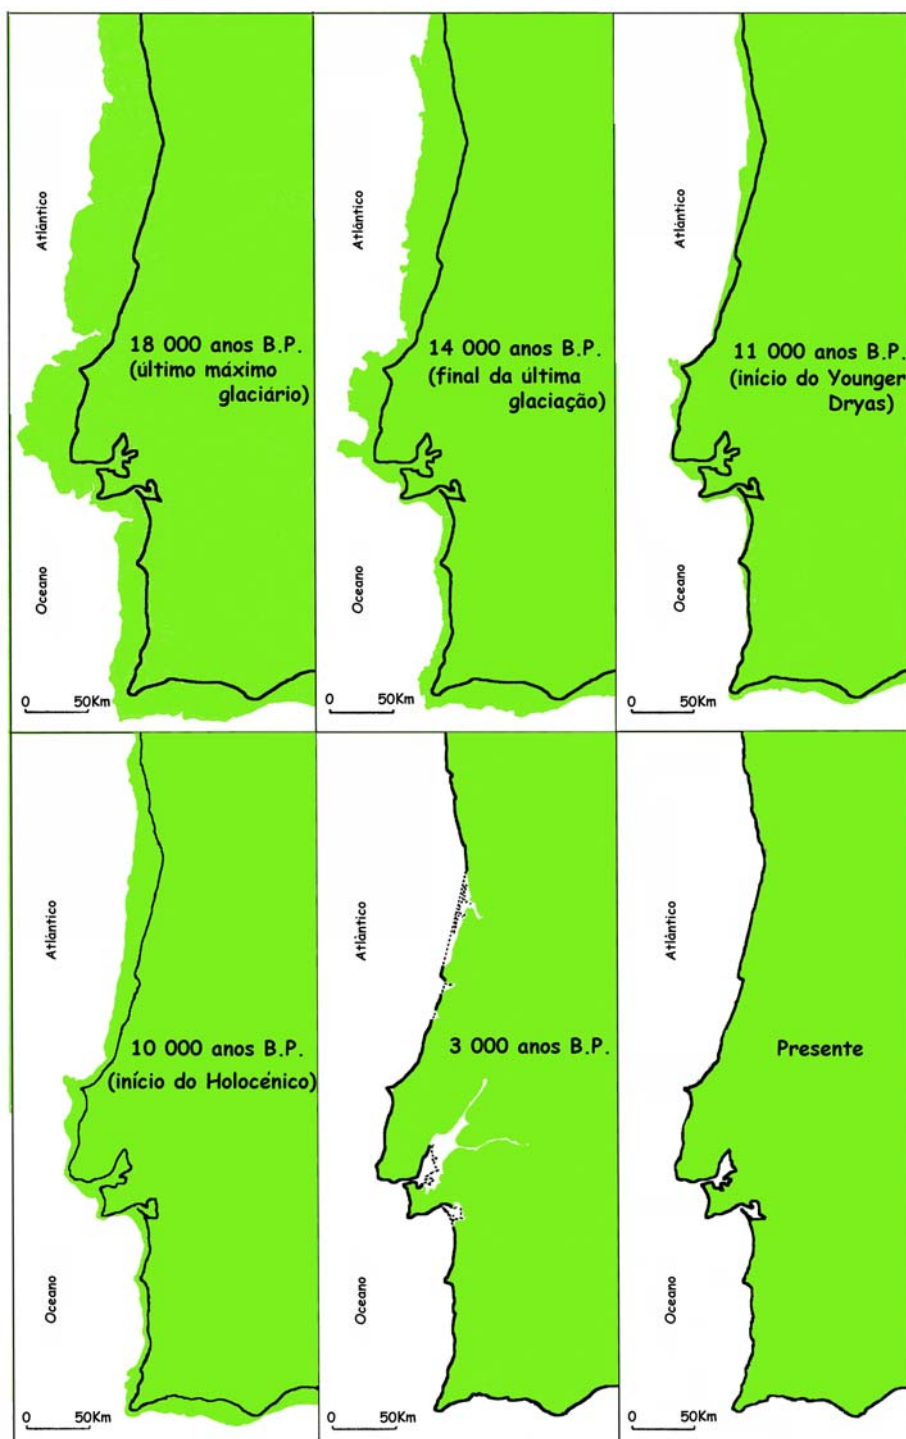 Atlântico
18 000 anos B.P.
(último máximo
glaciário)
Oceano
0 50Km
Atlântico
14 000 anos B.P.
(final da última
glaciação)
Oceano
0 50Km
Atlântico
11 000 anos B.P.
(início do Younger
Dryas)
Oceano
0 50Km
Atlântico
10 000 anos B.P.
(início do Holocénico)
Oceano
0 50Km
Atlântico
3 000 anos B.P.
Oceano
0 50Km
Atlântico
Presente
Oceano
0 50Km